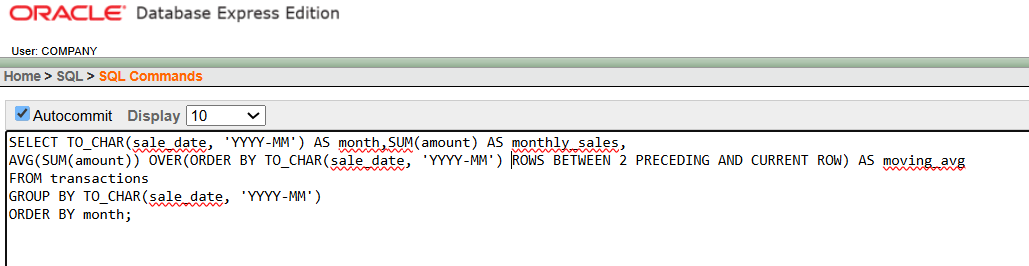 ORACLE Database Express Edition
User: COMPANY
Home > SQL > SQL Commands
Autocommit Display 10
SELECT TO_CHAR(sale_date, 'YYYY-MM') AS month,SUM(amount) AS monthly_sales,
AVG(SUM(amount)) OVER(ORDER BY TO_CHAR(sale_date, 'YYYY-MM') ROWS BETWEEN 2 PRECEDING AND CURRENT ROW) AS moving_avg
FROM transactions
GROUP BY TO_CHAR(sale_date, 'YYYY-MM')
ORDER BY month;